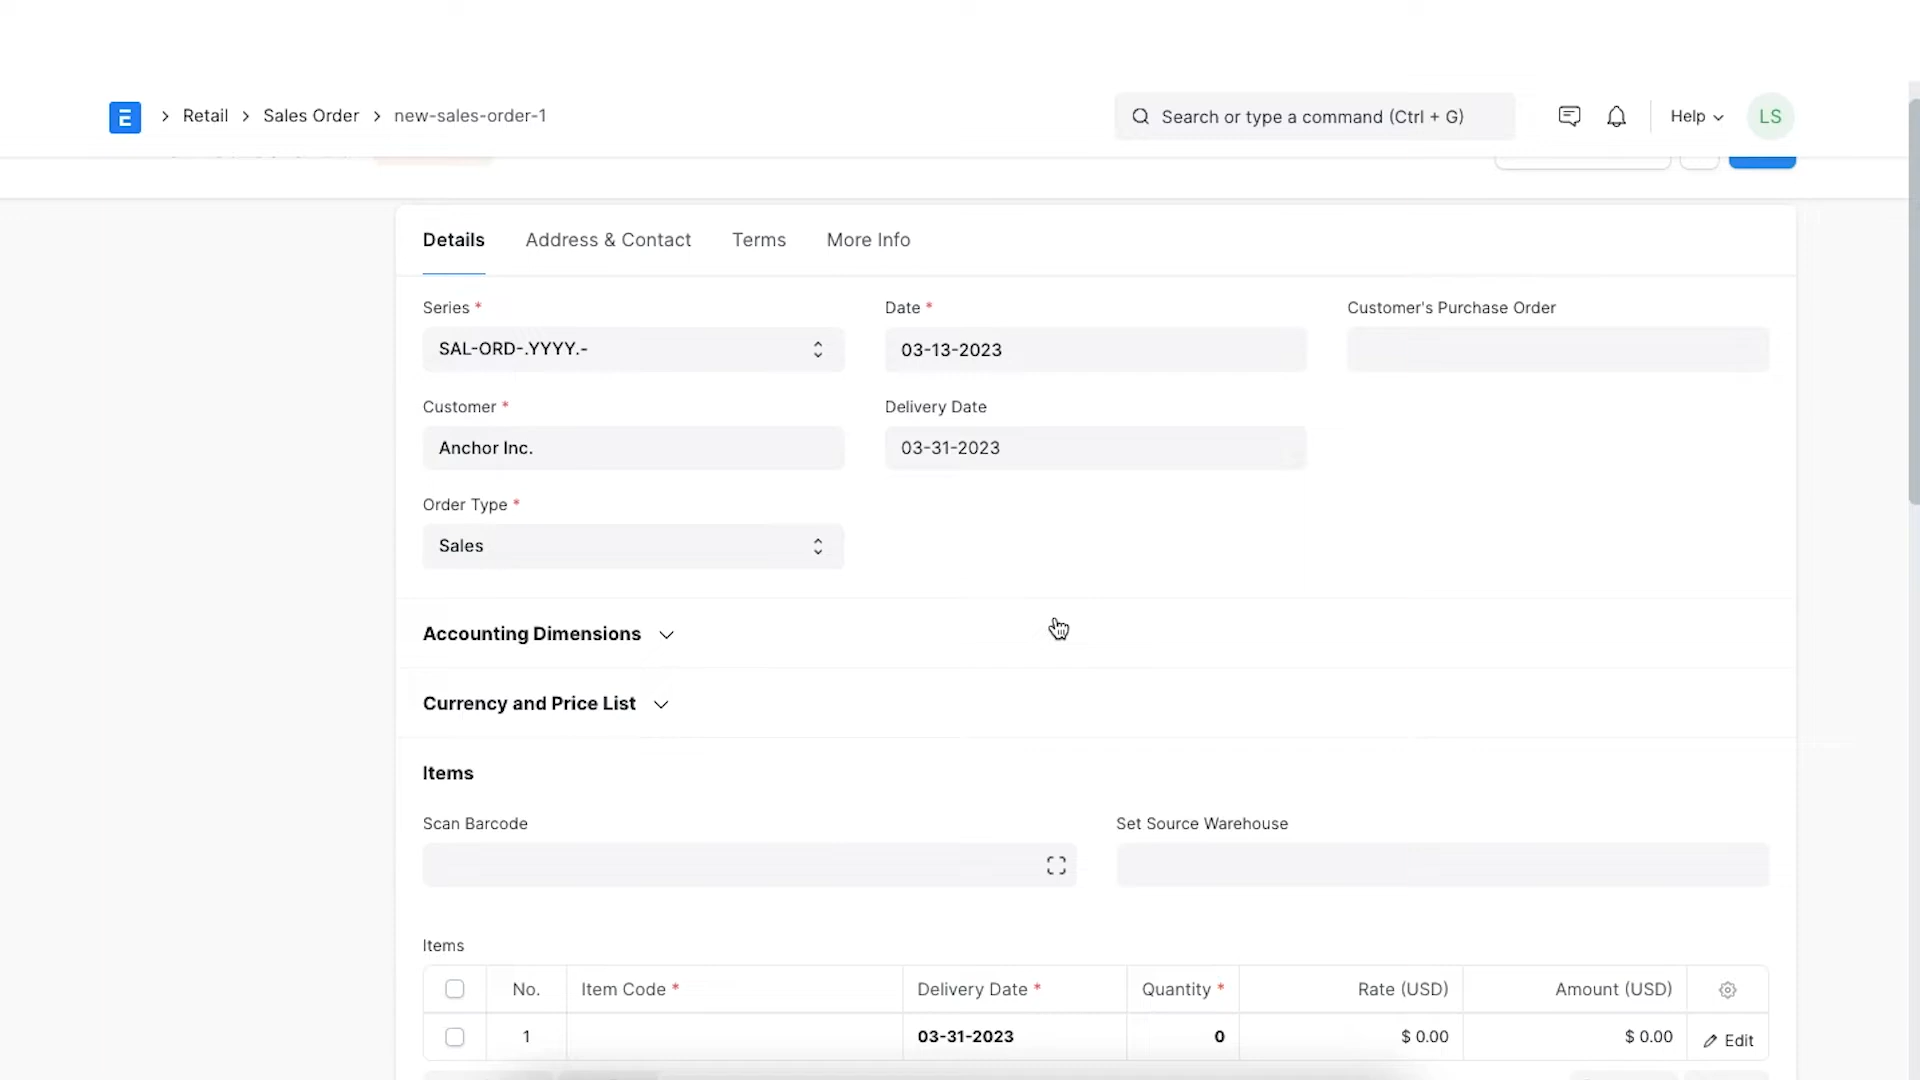 E > Retail > Sales Order > new-sales-order-1 Search or type a command (Ctrl + G) Help LS
Details Address & Contact Terms More Info
Series * Date * Customer's Purchase Order
SAL-ORD-.YYYY.- 03-13-2023
Customer * Delivery Date
Anchor Inc. 03-31-2023
Order Type *
Sales
Accounting Dimensions
Currency and Price List
Items
Scan Barcode Set Source Warehouse
Items
No. Item Code * Delivery Date * Quantity * Rate (USD) Amount (USD)
1 03-31-2023 0 $ 0.00 $ 0.00 Edit